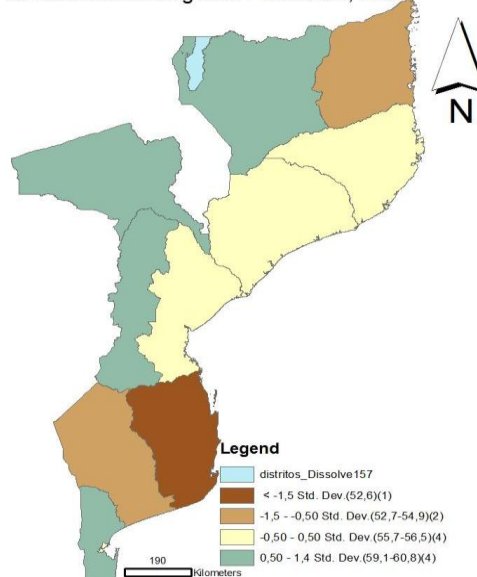 N
Legend
distritos_Dissolve157
< -1,5 Std. Dev.(52,6)(1)
-1,5 - -0,50 Std. Dev.(52,7-54,9)(2)
-0,50 - 0,50 Std. Dev.(55,7-56,5)(4)
0,50 - 1,4 Std. Dev.(59,1-60,8)(4)
190
Kilometers